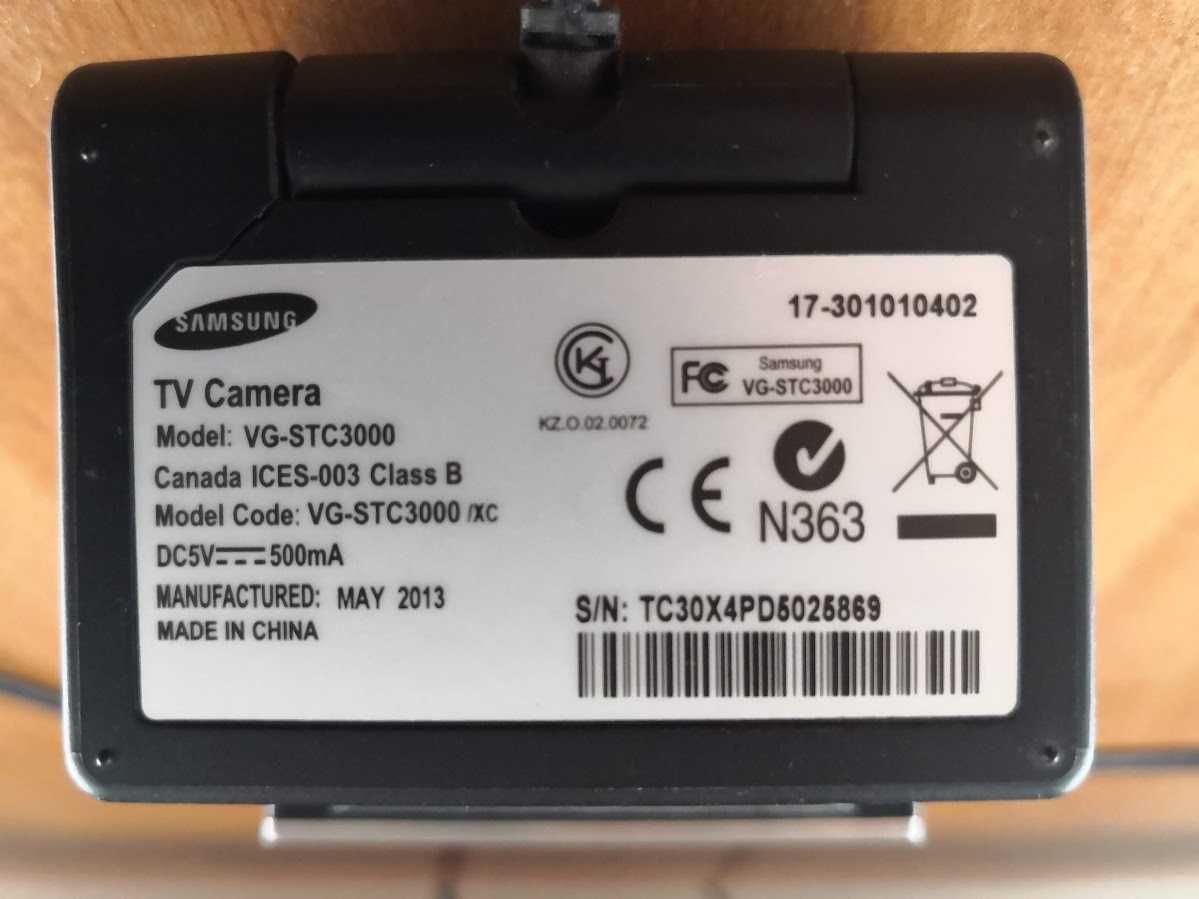 SAMSUNG
TV Camera
Model: VG-STC3000
Canada ICES-003 Class B
Model Code: VG-STC3000 /XC
DC5V 500mA
MANUFACTURED: MAY 2013
MADE IN CHINA
17-301010402
KZ.O.02.0072
FC Samsung
VG-STC3000
CE
N363
S/N: TC30X4PD5025869